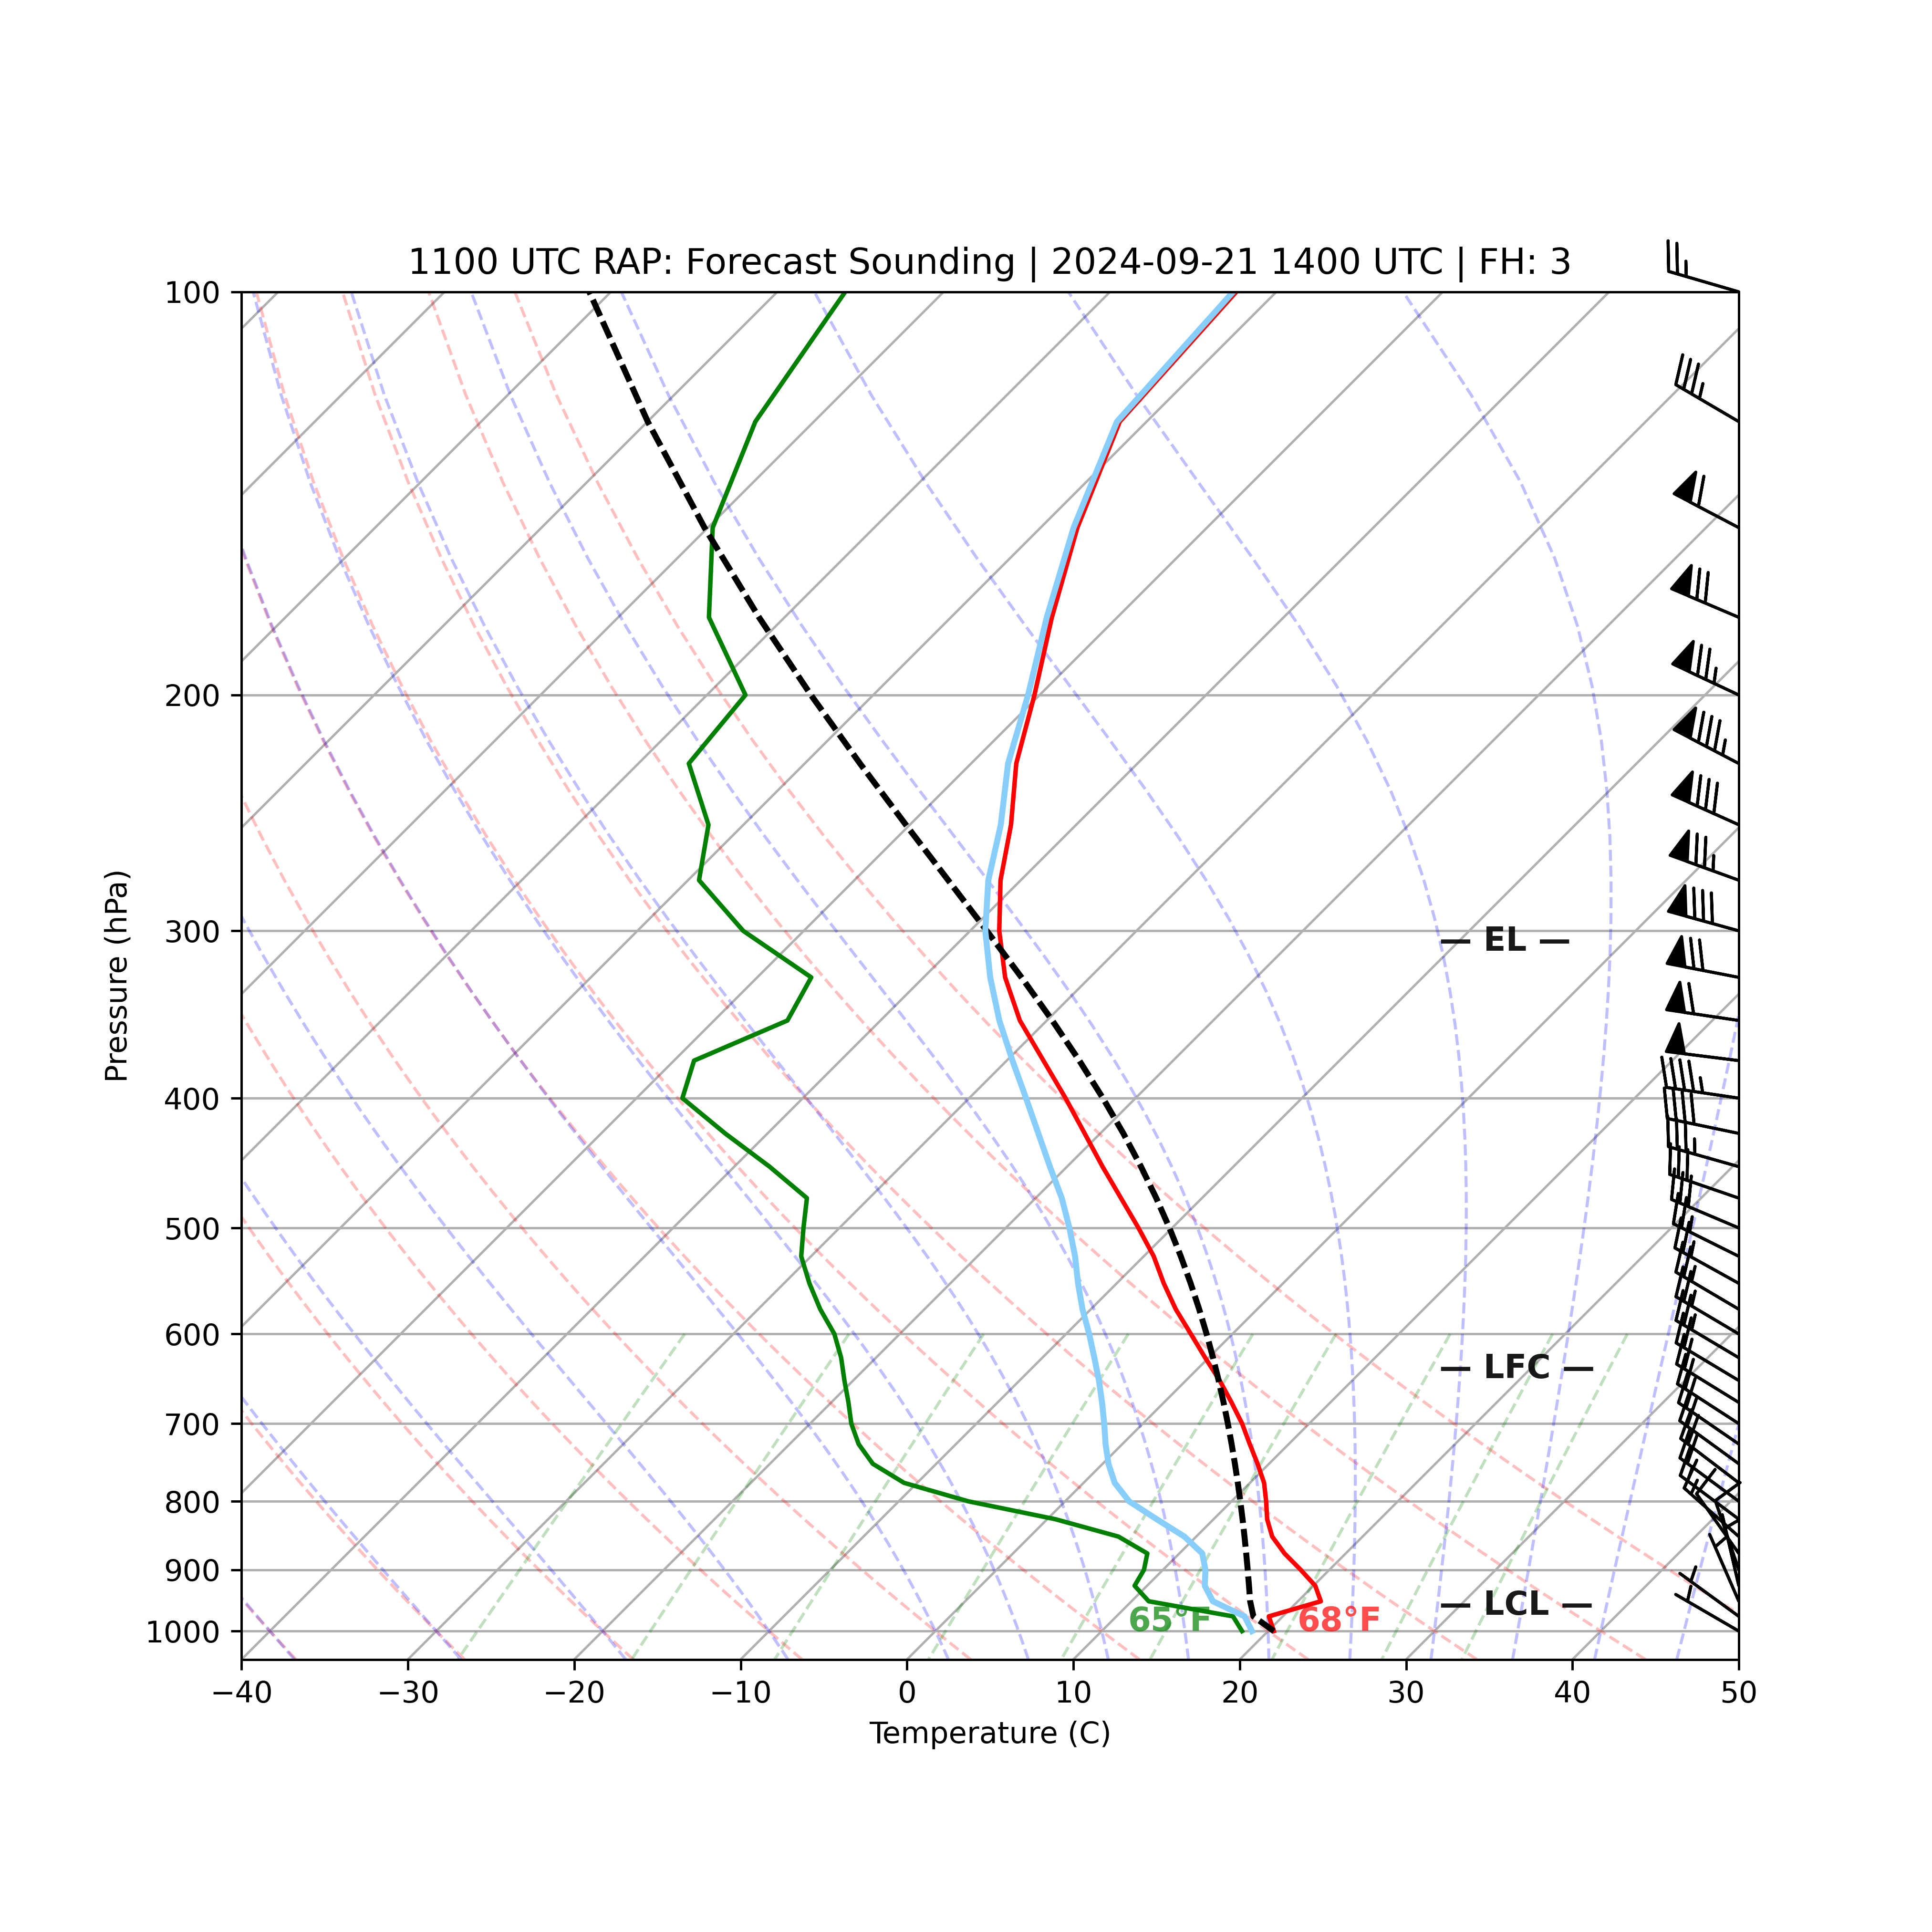 1100 UTC RAP: Forecast Sounding | 2024-09-21 1400 UTC | FH: 3
100
200
300
400
500
600
700
800
900
1000
Pressure (hPa)
— EL —
— LFC —
— LCL —
65°F
68°F
−40 −30 −20 −10 0 10 20 30 40 50
Temperature (C)